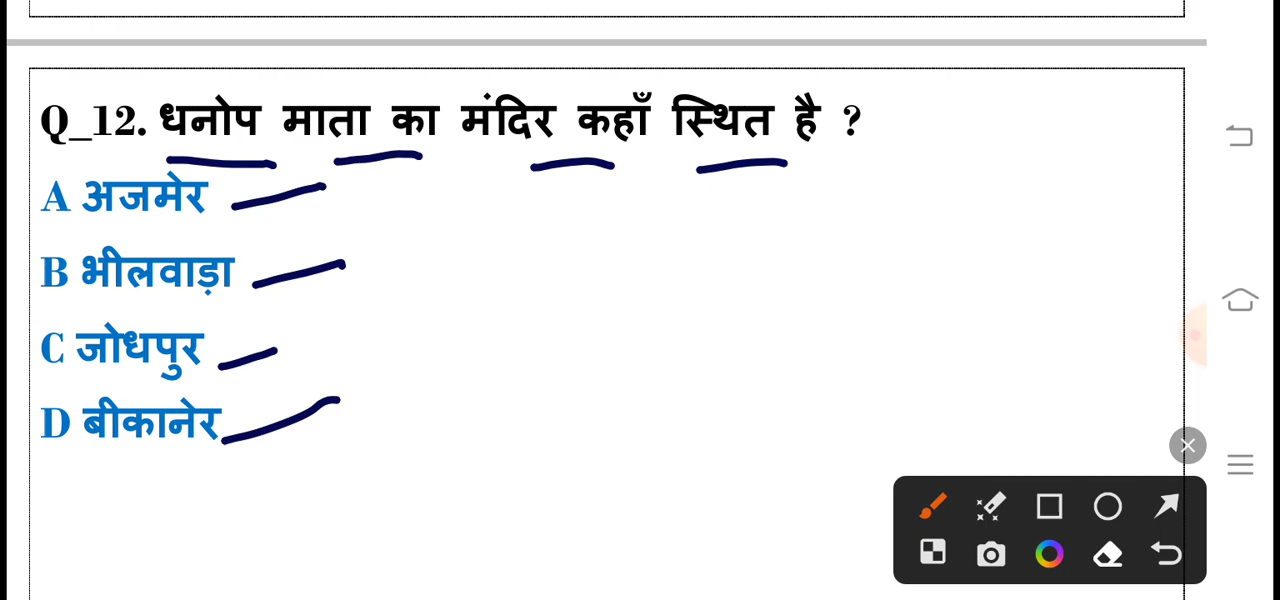 Q_12. धनोप माता का मंदिर कहाँ स्थित है ?
A अजमेर
B भीलवाड़ा
C जोधपुर
D बीकानेर